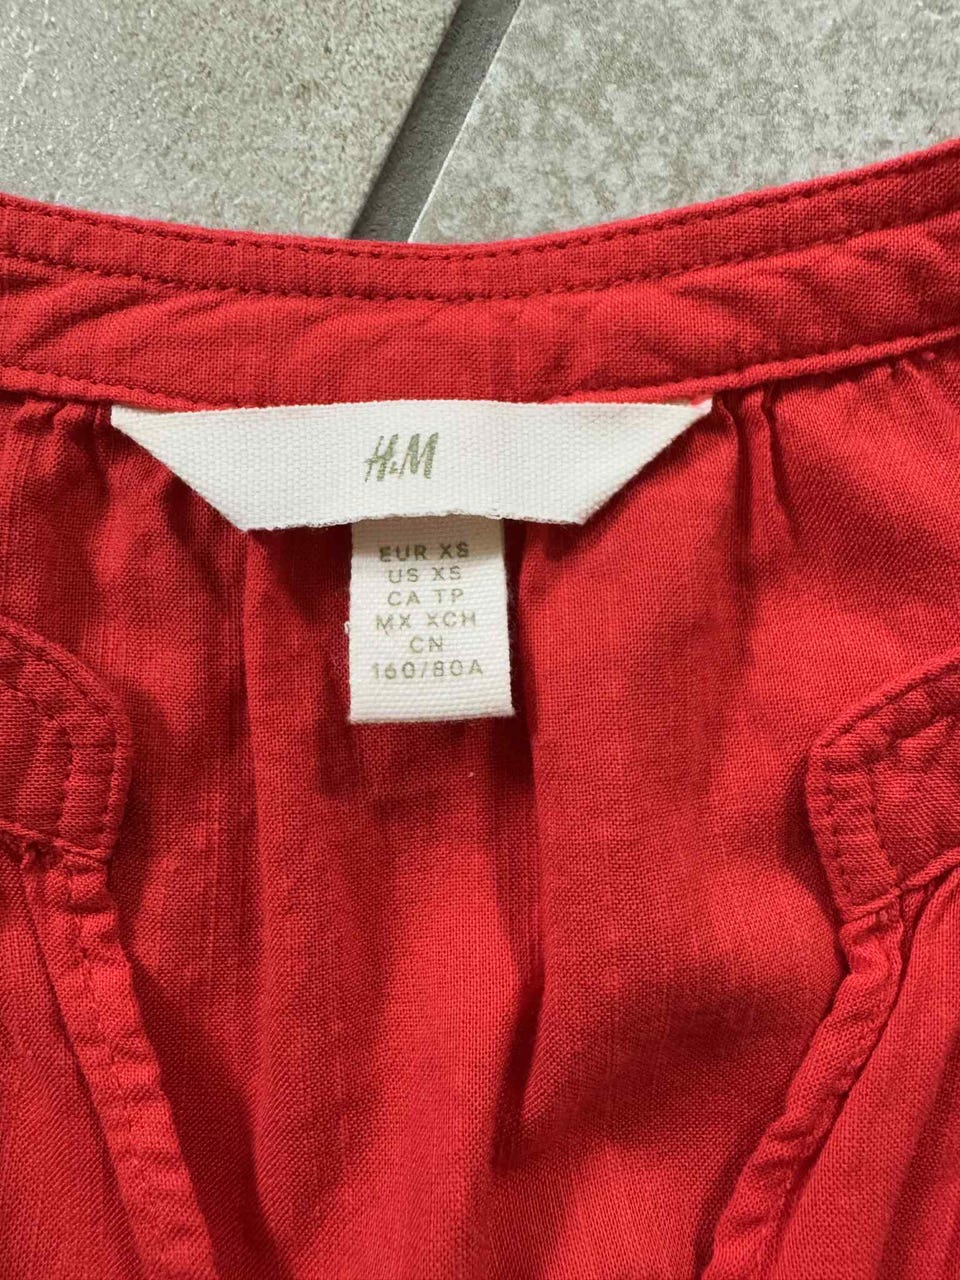 H&M
EUR XS
US XS
CA TP
MX XCH
CN
160/80A